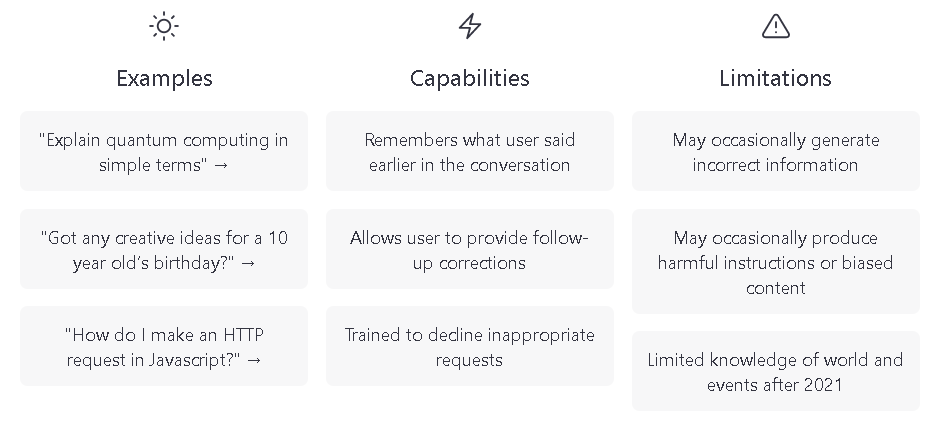 Examples
"Explain quantum computing in
simple terms" →
"Got any creative ideas for a 10
year old's birthday?" →
"How do I make an HTTP
request in Javascript?" →
Capabilities
Remembers what user said
earlier in the conversation
Allows user to provide follow-
up corrections
Trained to decline inappropriate
requests
Limitations
May occasionally generate
incorrect information
May occasionally produce
harmful instructions or biased
content
Limited knowledge of world and
events after 2021